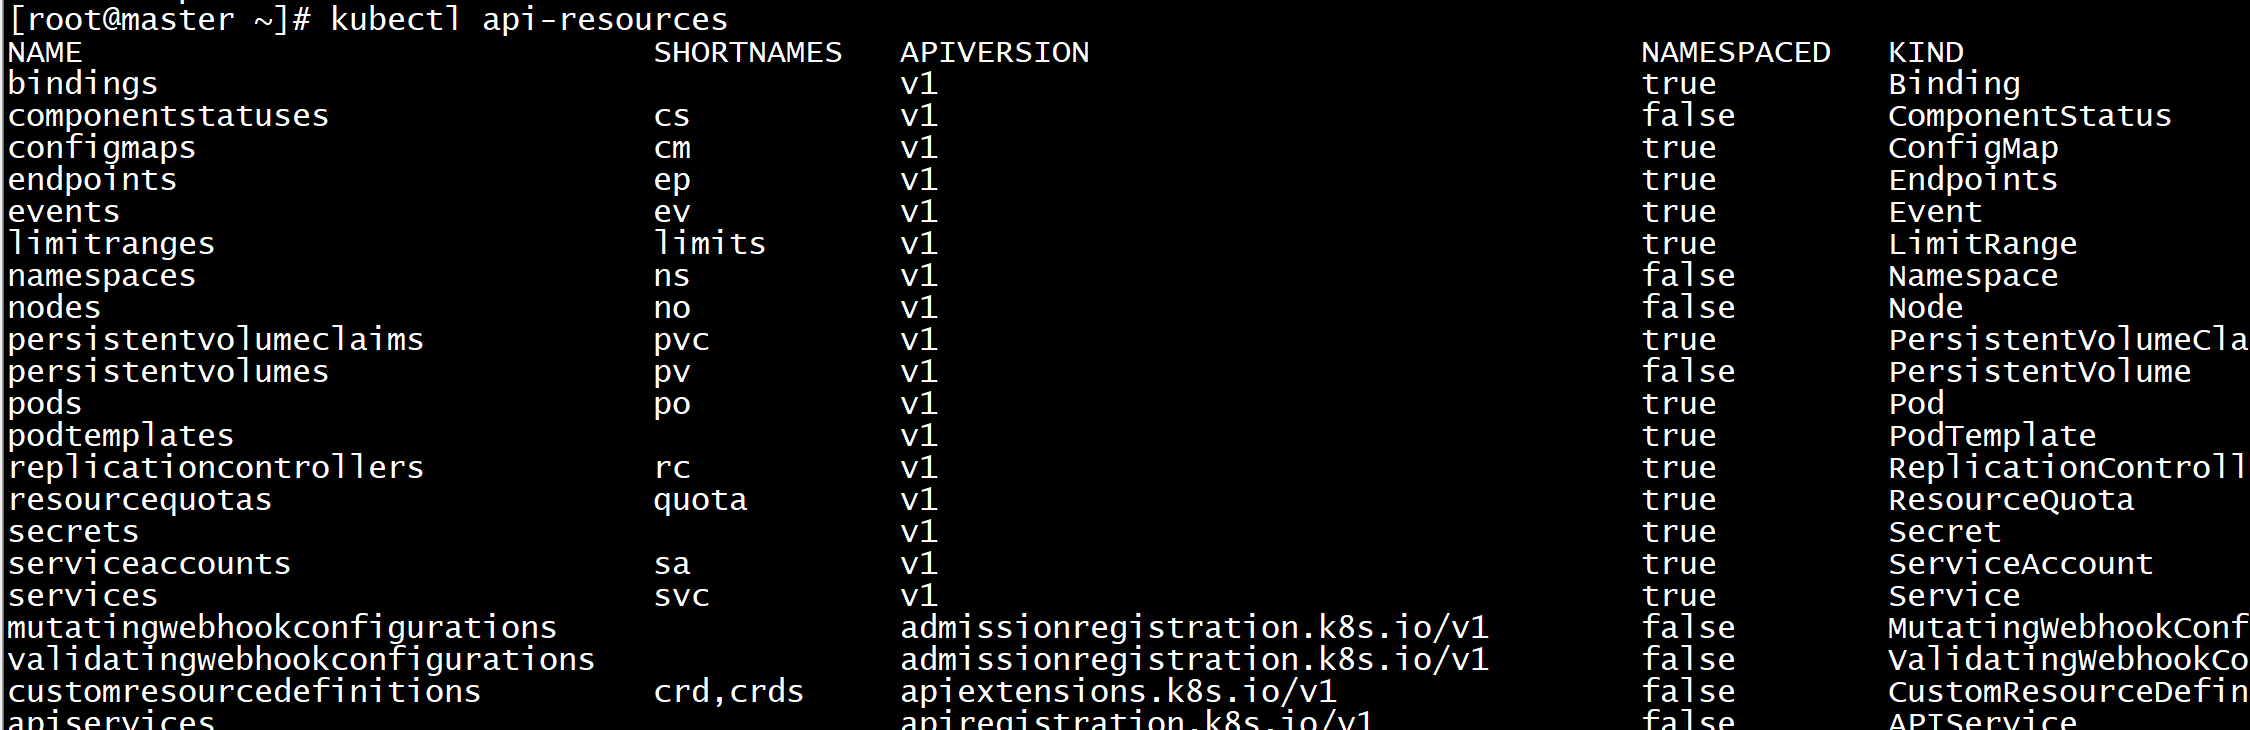 [root@master ~]# kubectl api-resources
NAME SHORTNAMES APIVERSION NAMESPACED KIND
bindings v1 true Binding
componentstatuses cs v1 false ComponentStatus
configmaps cm v1 true ConfigMap
endpoints ep v1 true Endpoints
events ev v1 true Event
limitranges limits v1 true LimitRange
namespaces ns v1 false Namespace
nodes no v1 false Node
persistentvolumeclaims pvc v1 true PersistentVolumeCla
persistentvolumes pv v1 false PersistentVolume
pods po v1 true Pod
podtemplates v1 true PodTemplate
replicationcontrollers rc v1 true ReplicationControll
resourcequotas quota v1 true ResourceQuota
secrets v1 true Secret
serviceaccounts sa v1 true ServiceAccount
services svc v1 true Service
mutatingwebhookconfigurations admissionregistration.k8s.io/v1 false MutatingWebhookConf
validatingwebhookconfigurations admissionregistration.k8s.io/v1 false ValidatingWebhookCo
customresourcedefinitions crd,crds apiextensions.k8s.io/v1 false CustomResourceDefin
apiservices apiregistration.k8s.io/v1 false APIService